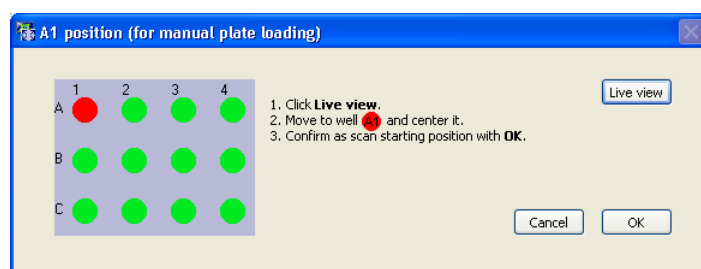 A1 position (for manual plate loading)
1 2 3 4
A
B
C
1. Click Live view.
2. Move to well A1 and center it.
3. Confirm as scan starting position with OK.
Live view
Cancel
OK